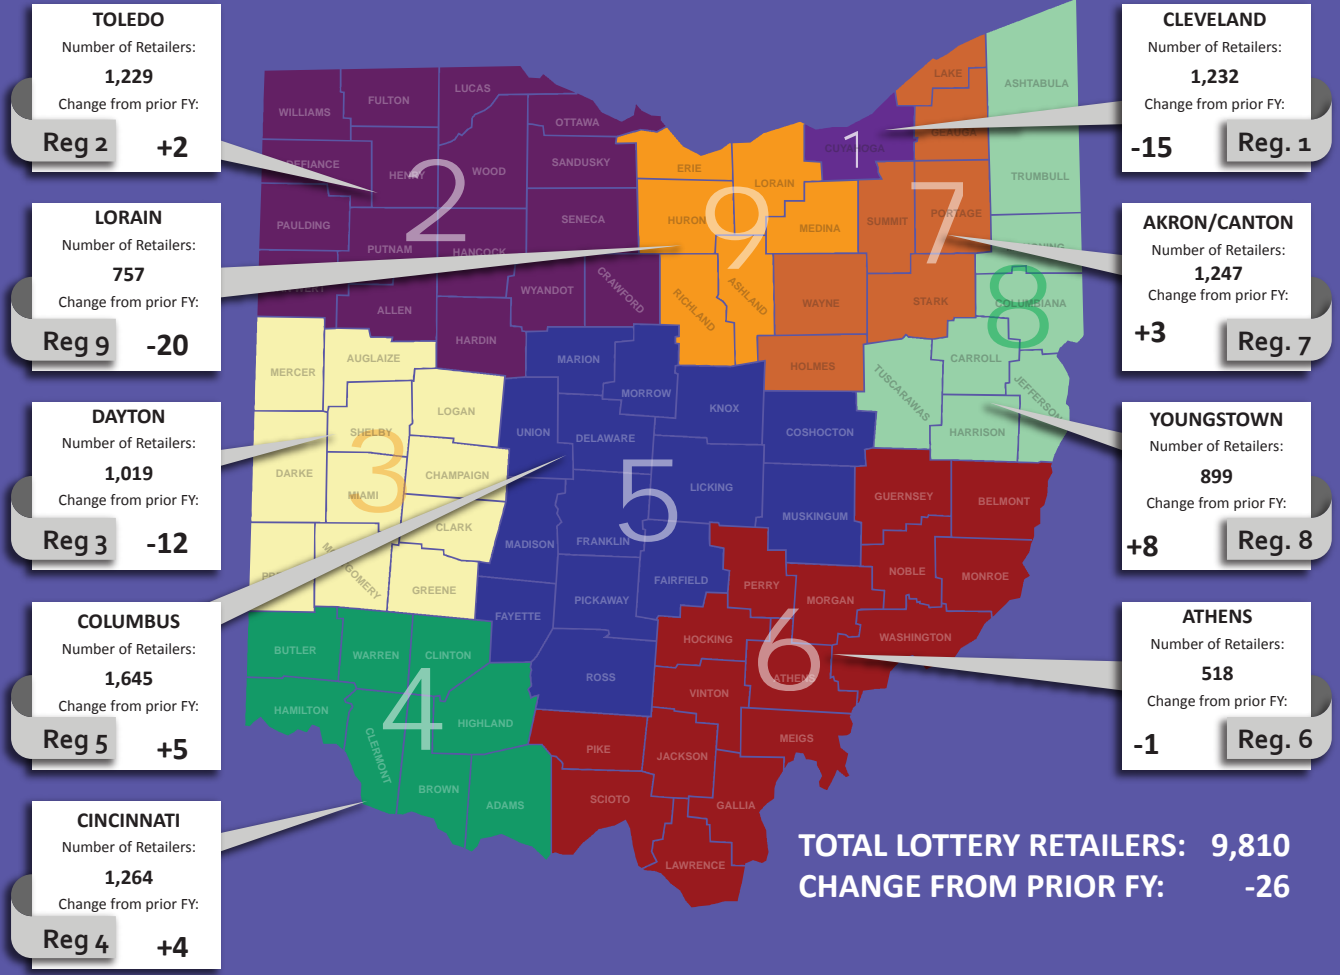 TOLEDO
Number of Retailers:
1,229
Change from prior FY:
Reg 2
+2
LORAIN
Number of Retailers:
757
Change from prior FY:
Reg 9
-20
DAYTON
Number of Retailers:
1,019
Change from prior FY:
Reg 3
-12
COLUMBUS
Number of Retailers:
1,645
Change from prior FY:
Reg 5
+5
CINCINNATI
Number of Retailers:
1,264
Change from prior FY:
Reg 4
+4
WILLIAMS
FULTON
LUCAS
OTTAWA
DEFIANCE
HENRY
WOOD
SANDUSKY
2
PAULDING
SENECA
PUTNAM
HANCOCK
WYANDOT
CRAWFORD
ALLEN
HARDIN
ERIE
LORAIN
HURON
9
MEDINA
RICHLAND
ASHLAND
1
CUYAHOGA
LAKE
GEAUGA
7
SUMMIT
PORTAGE
WAYNE
STARK
HOLMES
ASHTABULA
TRUMBULL
8
COLUMBIANA
CARROLL
TUSCARAWAS
JEFFERSON
HARRISON
MERCER
AUGLAIZE
LOGAN
SHELBY
3
DARKE
MIAMI
CHAMPAIGN
CLARK
MONTGOMERY
GREENE
MARION
MORROW
KNOX
UNION
DELAWARE
COSHOCTON
5
LICKING
MUSKINGUM
MADISON
FRANKLIN
FAIRFIELD
FAYETTE
PICKAWAY
ROSS
BUTLER
WARREN
CLINTON
4
HAMILTON
CLERMONT
HIGHLAND
BROWN
ADAMS
GUERNSEY
BELMONT
NOBLE
MONROE
PERRY
MORGAN
HOCKING
6
WASHINGTON
ATHENS
VINTON
MEIGS
PIKE
JACKSON
SCIOTO
GALLIA
LAWRENCE
CLEVELAND
Number of Retailers:
1,232
Change from prior FY:
-15
Reg. 1
AKRON/CANTON
Number of Retailers:
1,247
Change from prior FY:
+3
Reg. 7
YOUNGSTOWN
Number of Retailers:
899
Change from prior FY:
+8
Reg. 8
ATHENS
Number of Retailers:
518
Change from prior FY:
-1
Reg. 6
TOTAL LOTTERY RETAILERS: 9,810
CHANGE FROM PRIOR FY: -26